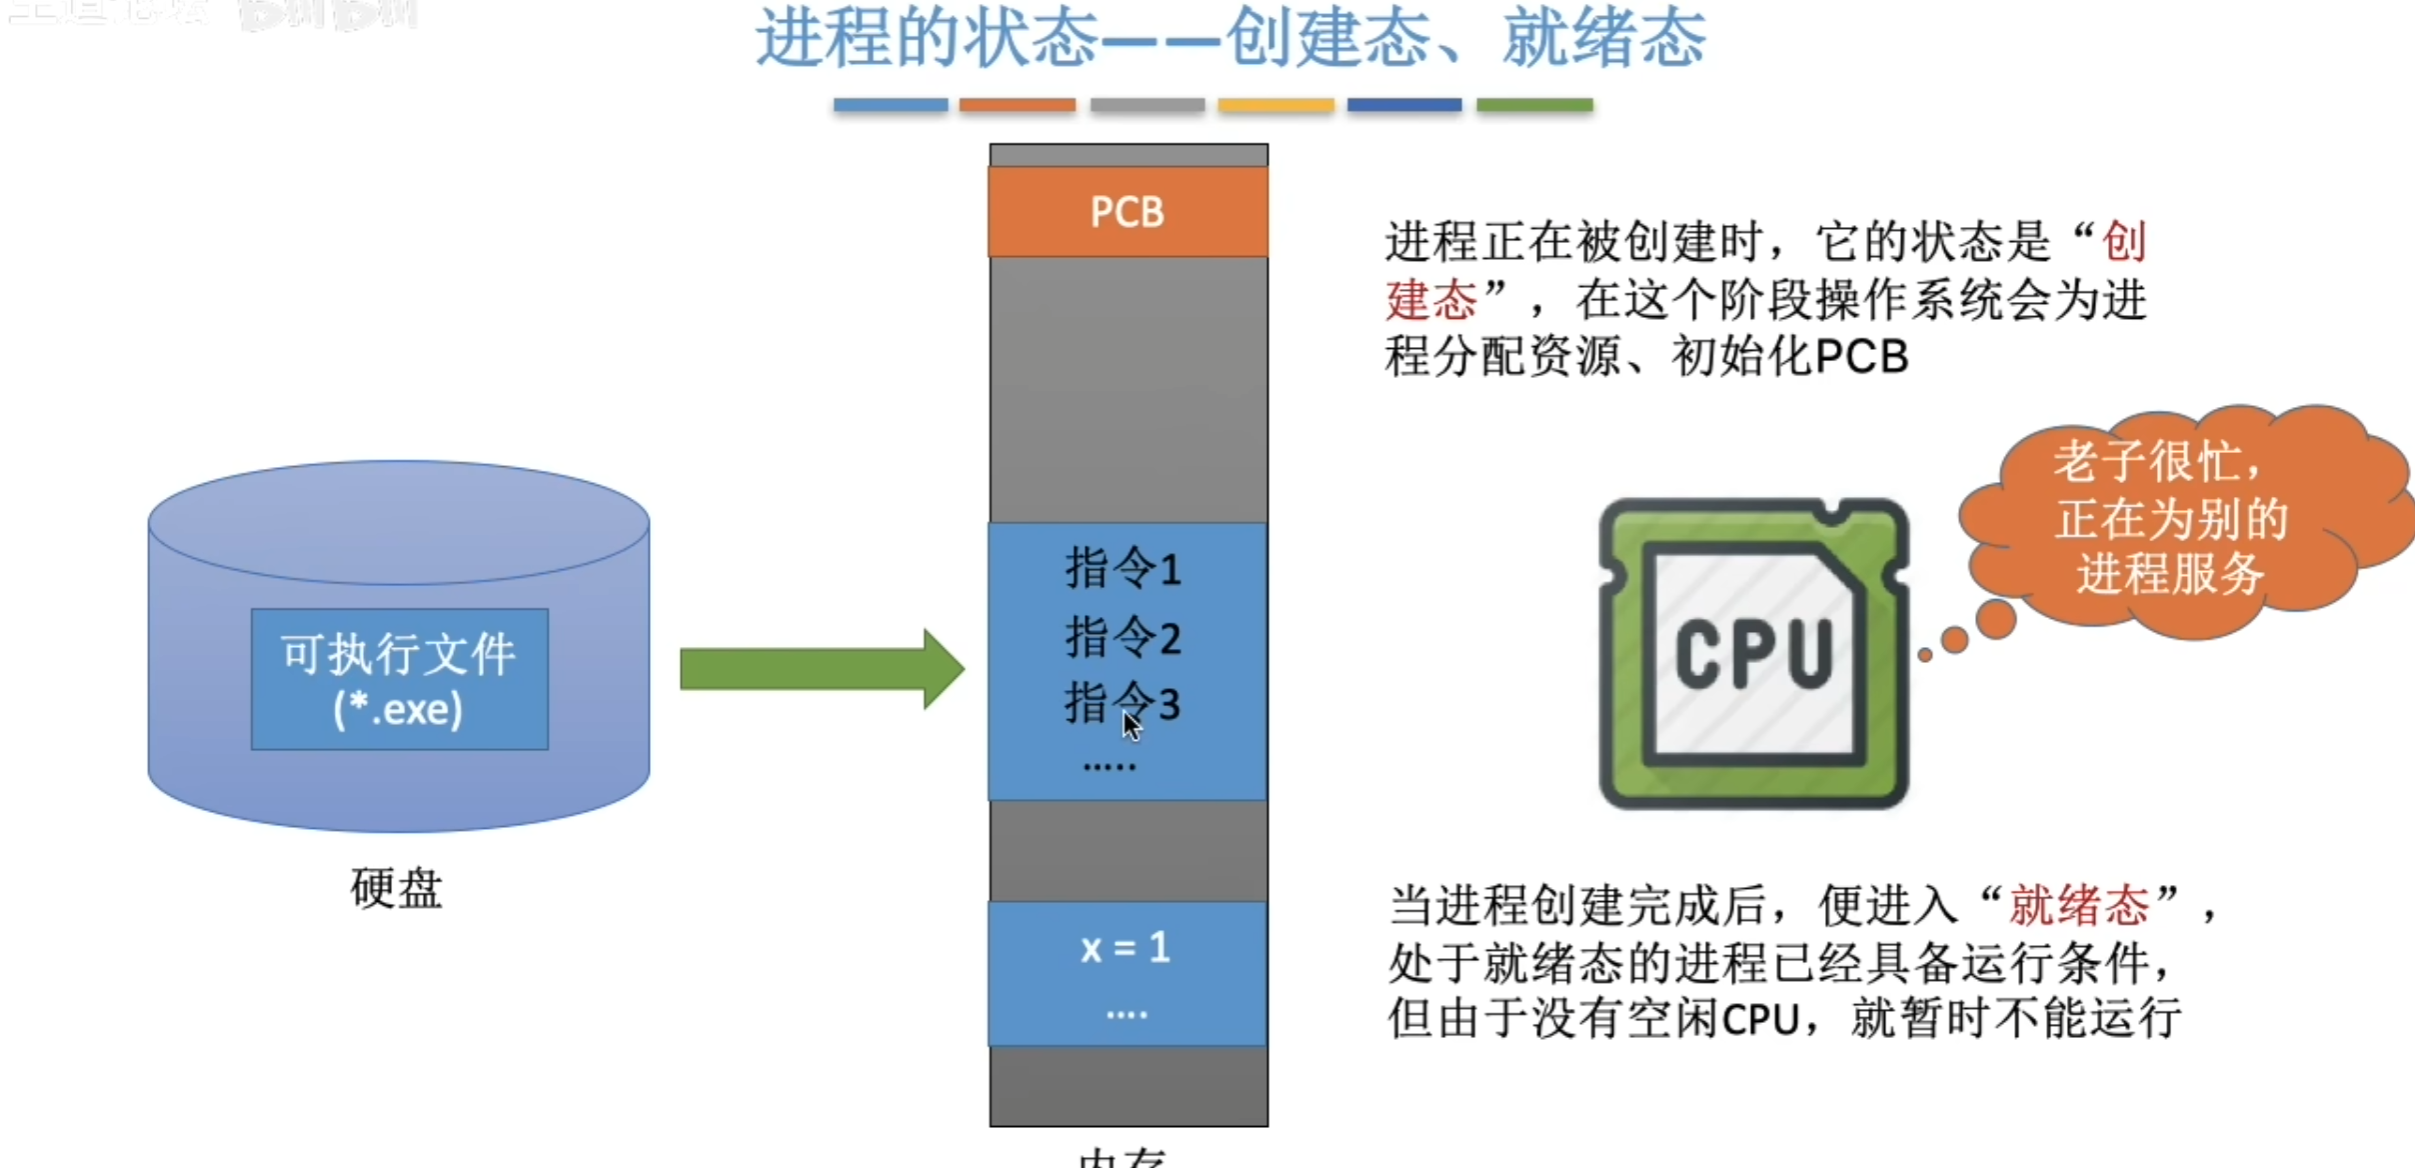 进程的状态——创建态、就绪态
PCB
进程正在被创建时，它的状态是“创
建态”，在这个阶段操作系统会为进
程分配资源、初始化PCB
老子很忙，
正在为别的
进程服务
指令1
指令2
指令3
.....
CPU
可执行文件
(*.exe)
硬盘
x = 1
....
当进程创建完成后，便进入“就绪态”，
处于就绪态的进程已经具备运行条件，
但由于没有空闲CPU，就暂时不能运行
内存